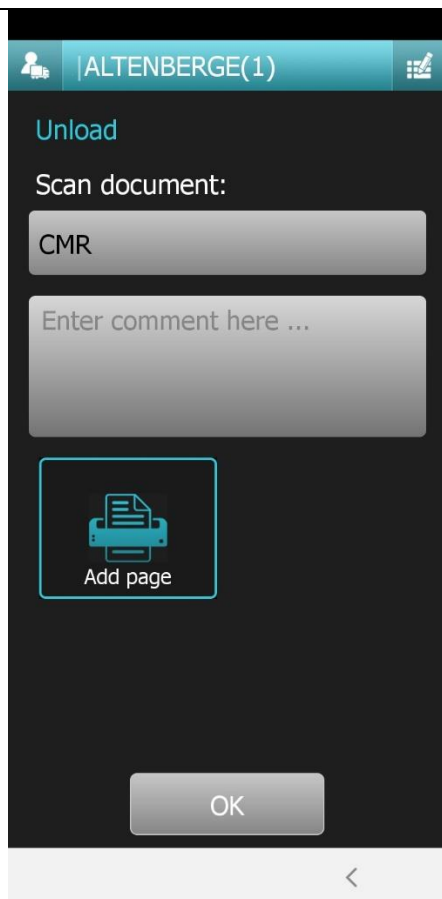 |ALTENBERGE(1)
Unload
Scan document:
CMR
Enter comment here ...
Add page
OK